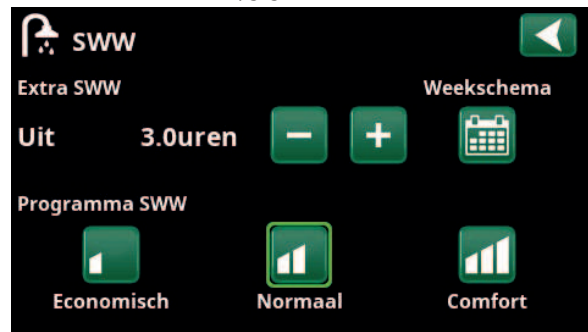 SWW
Extra SWW Weekschema
Uit 3.0uren − +
Programma SWW
Economisch Normaal Comfort